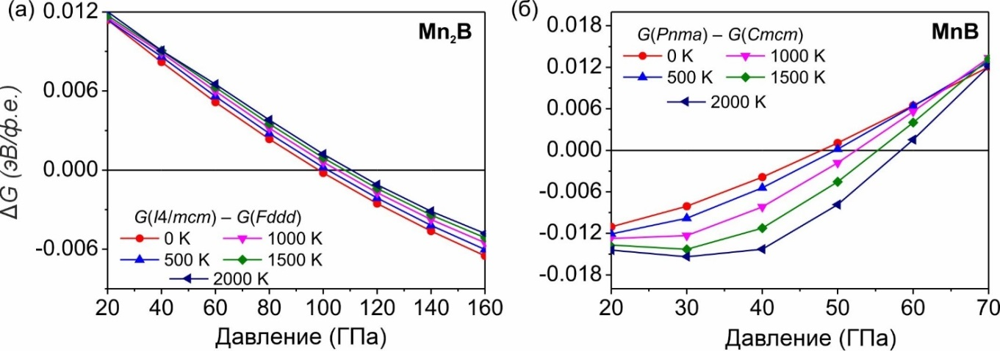 (а)
Mn₂B
0.012
0.006
0.000
-0.006
ΔG (эВ/ф.е.)
G(I4/mcm) – G(Fddd)
0 K
1000 K
500 K
1500 K
2000 K
20 40 60 80 100 120 140 160
Давление (ГПа)
(б)
MnB
0.018
0.012
0.006
0.000
-0.006
-0.012
-0.018
G(Pnma) – G(Cmcm)
0 K
1000 K
500 K
1500 K
2000 K
20 30 40 50 60 70
Давление (ГПа)